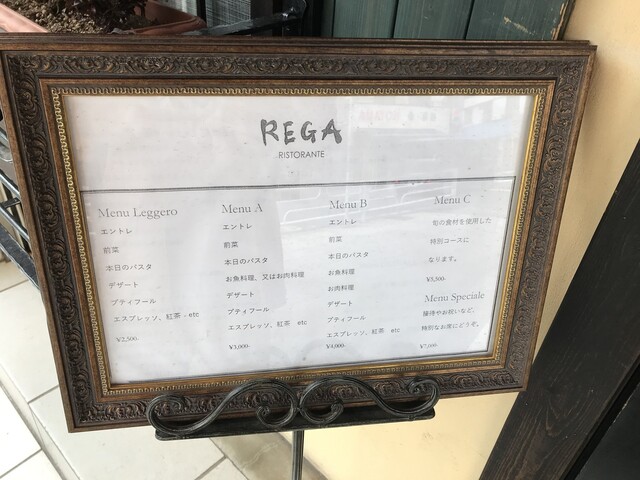 REGA
RISTORANTE
Menu Leggero
エントレ
前菜
本日のパスタ
デザート
プティフール
エスプレッソ、紅茶 - etc
¥2,500-
Menu A
エントレ
前菜
本日のパスタ
お魚料理、又はお肉料理
デザート
プティフール
エスプレッソ、紅茶 etc
¥3,000-
Menu B
エントレ
前菜
本日のパスタ
お魚料理
お肉料理
デザート
プティフール
エスプレッソ、紅茶 etc
¥4,000-
Menu C
旬の食材を使用した
特別コースに
なります。
¥5,500-
Menu Speciale
接待やお祝いなど、
特別なお席にどうぞ。
¥7,000-